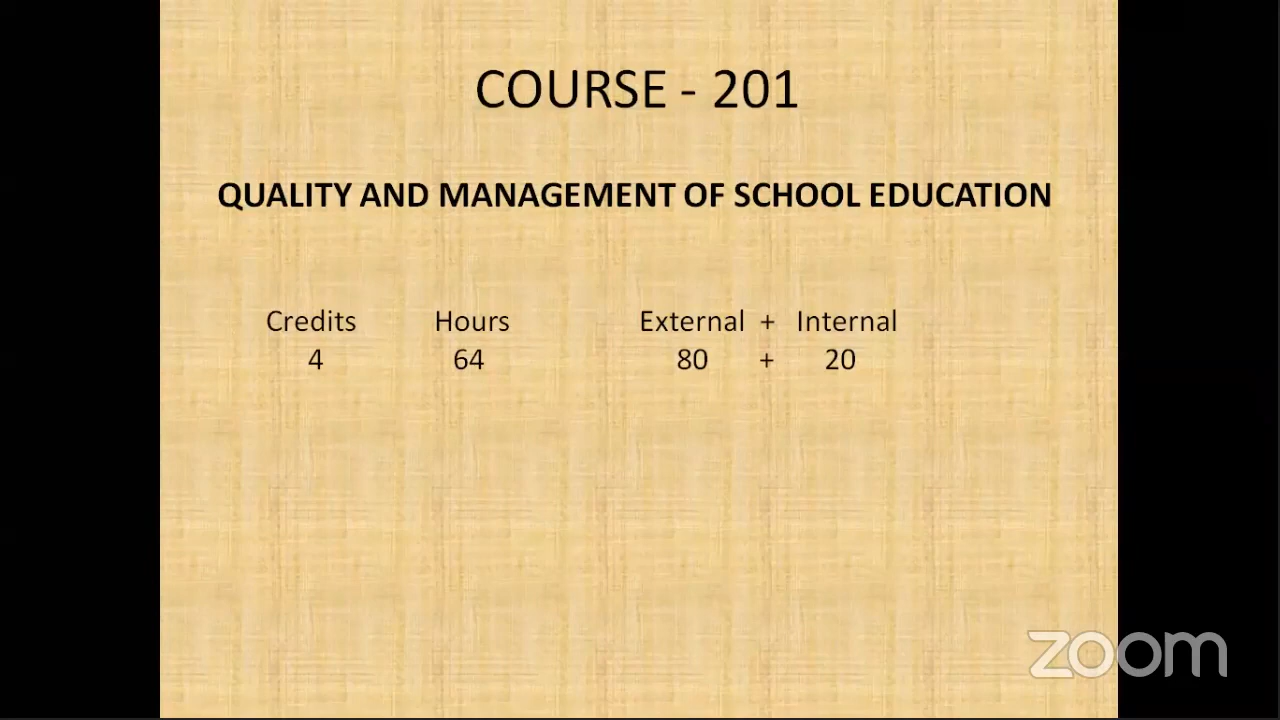 COURSE - 201
QUALITY AND MANAGEMENT OF SCHOOL EDUCATION
Credits Hours External + Internal
4 64 80 + 20
zoom